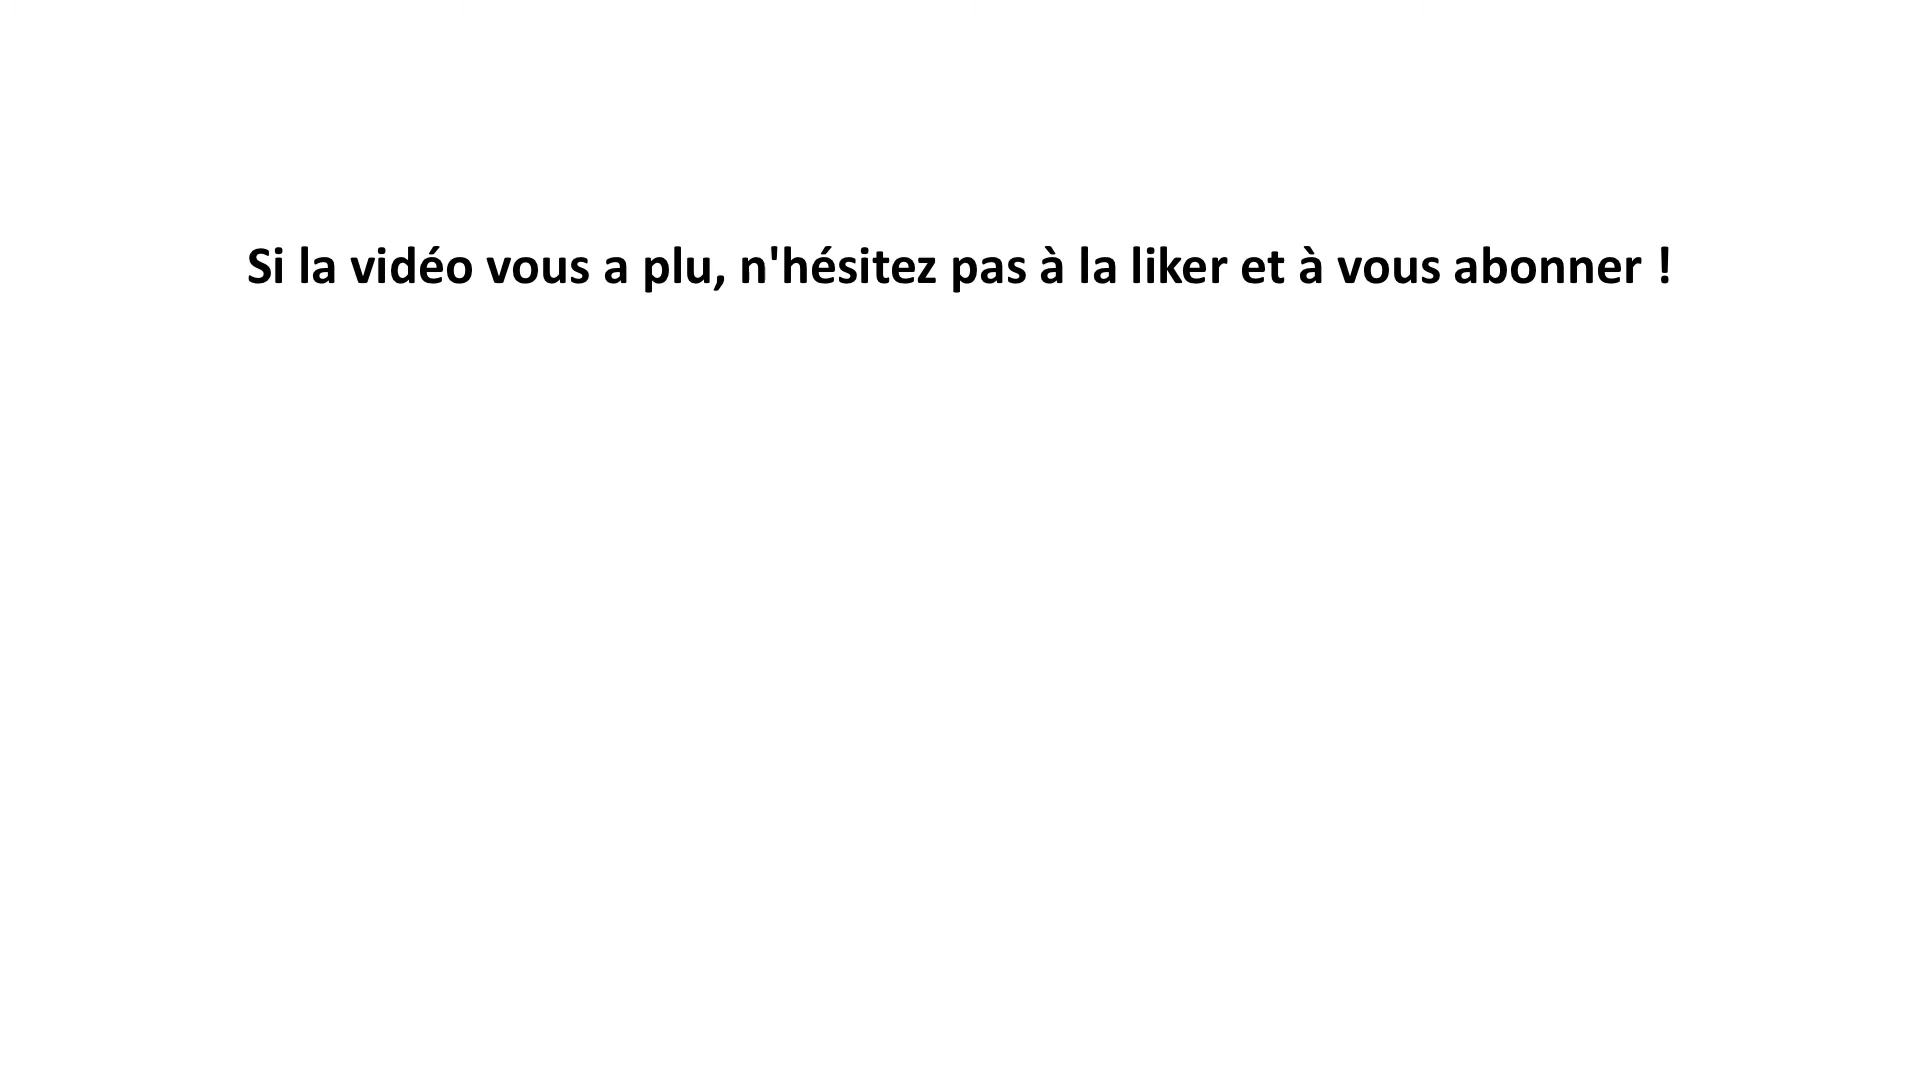 Si la vidéo vous a plu, n'hésitez pas à la liker et à vous abonner !